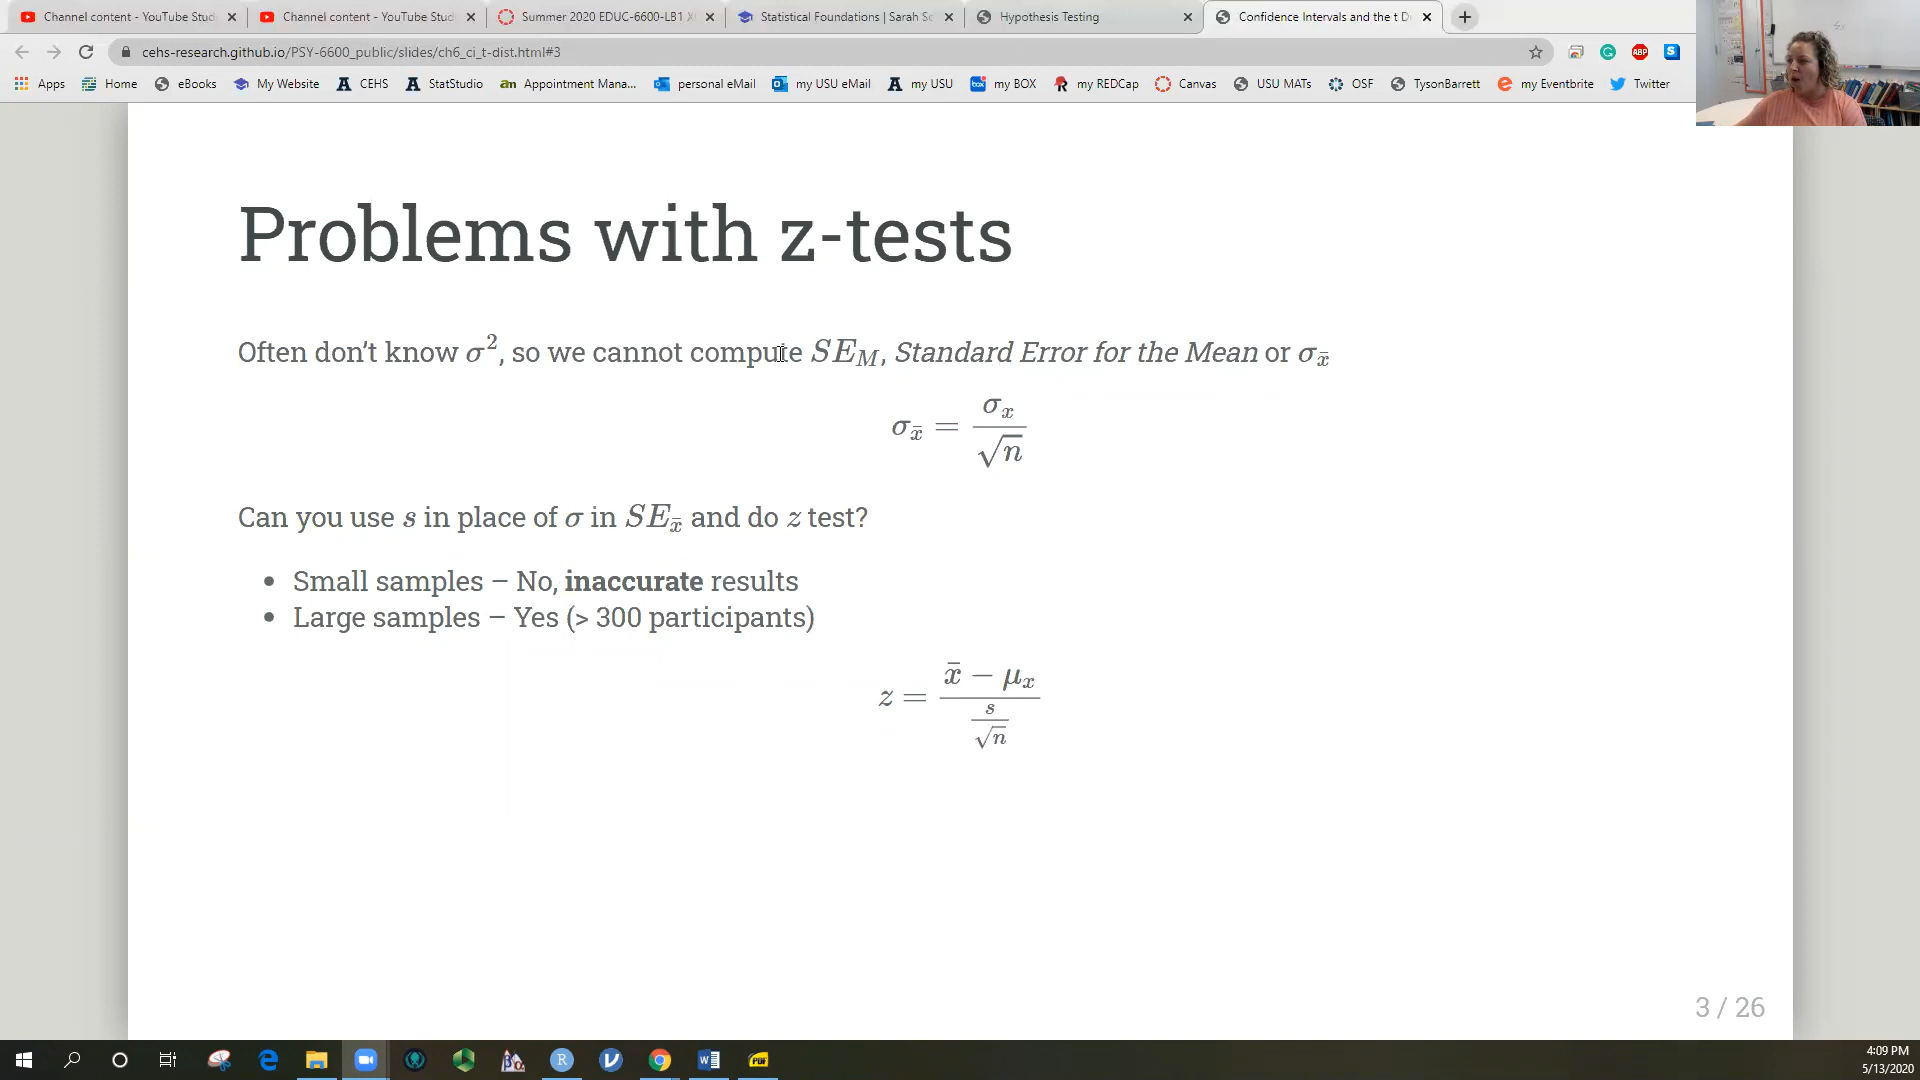 Channel content - YouTube Stud
Channel content - YouTube Stud
Summer 2020 EDUC-6600-LB1 X
Statistical Foundations | Sarah Sc
Hypothesis Testing
Confidence Intervals and the t D
cehs-research.github.io/PSY-6600_public/slides/ch6_ci_t-dist.html#3
Apps Home eBooks My Website CEHS StatStudio an Appointment Mana... personal eMail my USU eMail my USU my BOX my REDCap Canvas USU MATs OSF TysonBarrett my Eventbrite Twitter
Problems with z-tests
Often don't know σ², so we cannot compute SE_M, Standard Error for the Mean or σ_x̄
σ_x̄ = σ_x / √n
Can you use s in place of σ in SE_x̄ and do z test?
• Small samples – No, inaccurate results
• Large samples – Yes (> 300 participants)
z = (x̄ − μ_x) / (s / √n)
3 / 26
4:09 PM
5/13/2020